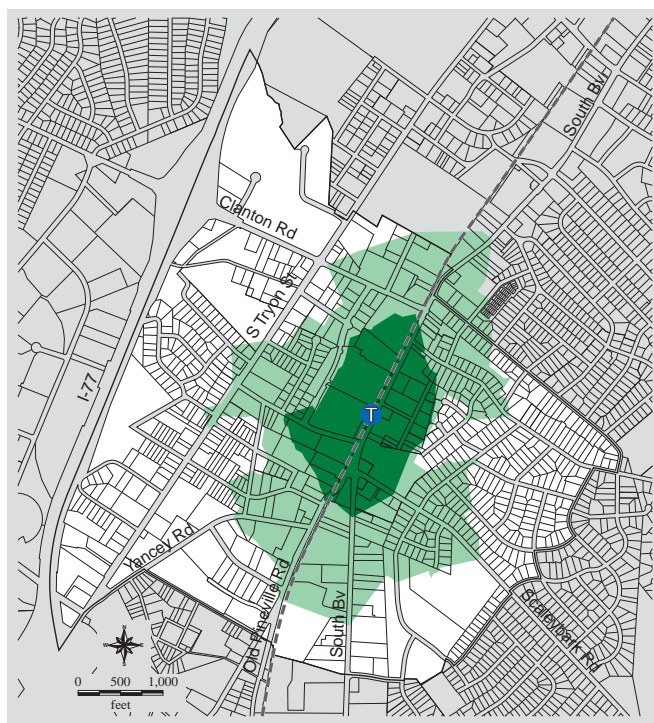 South Bv
Clanton Rd
S Tryon St
I-77
T
Yancey Rd
Old Pineville Rd
South Bv
Scaleybark Rd
N
W E
S
0 500 1,000
feet